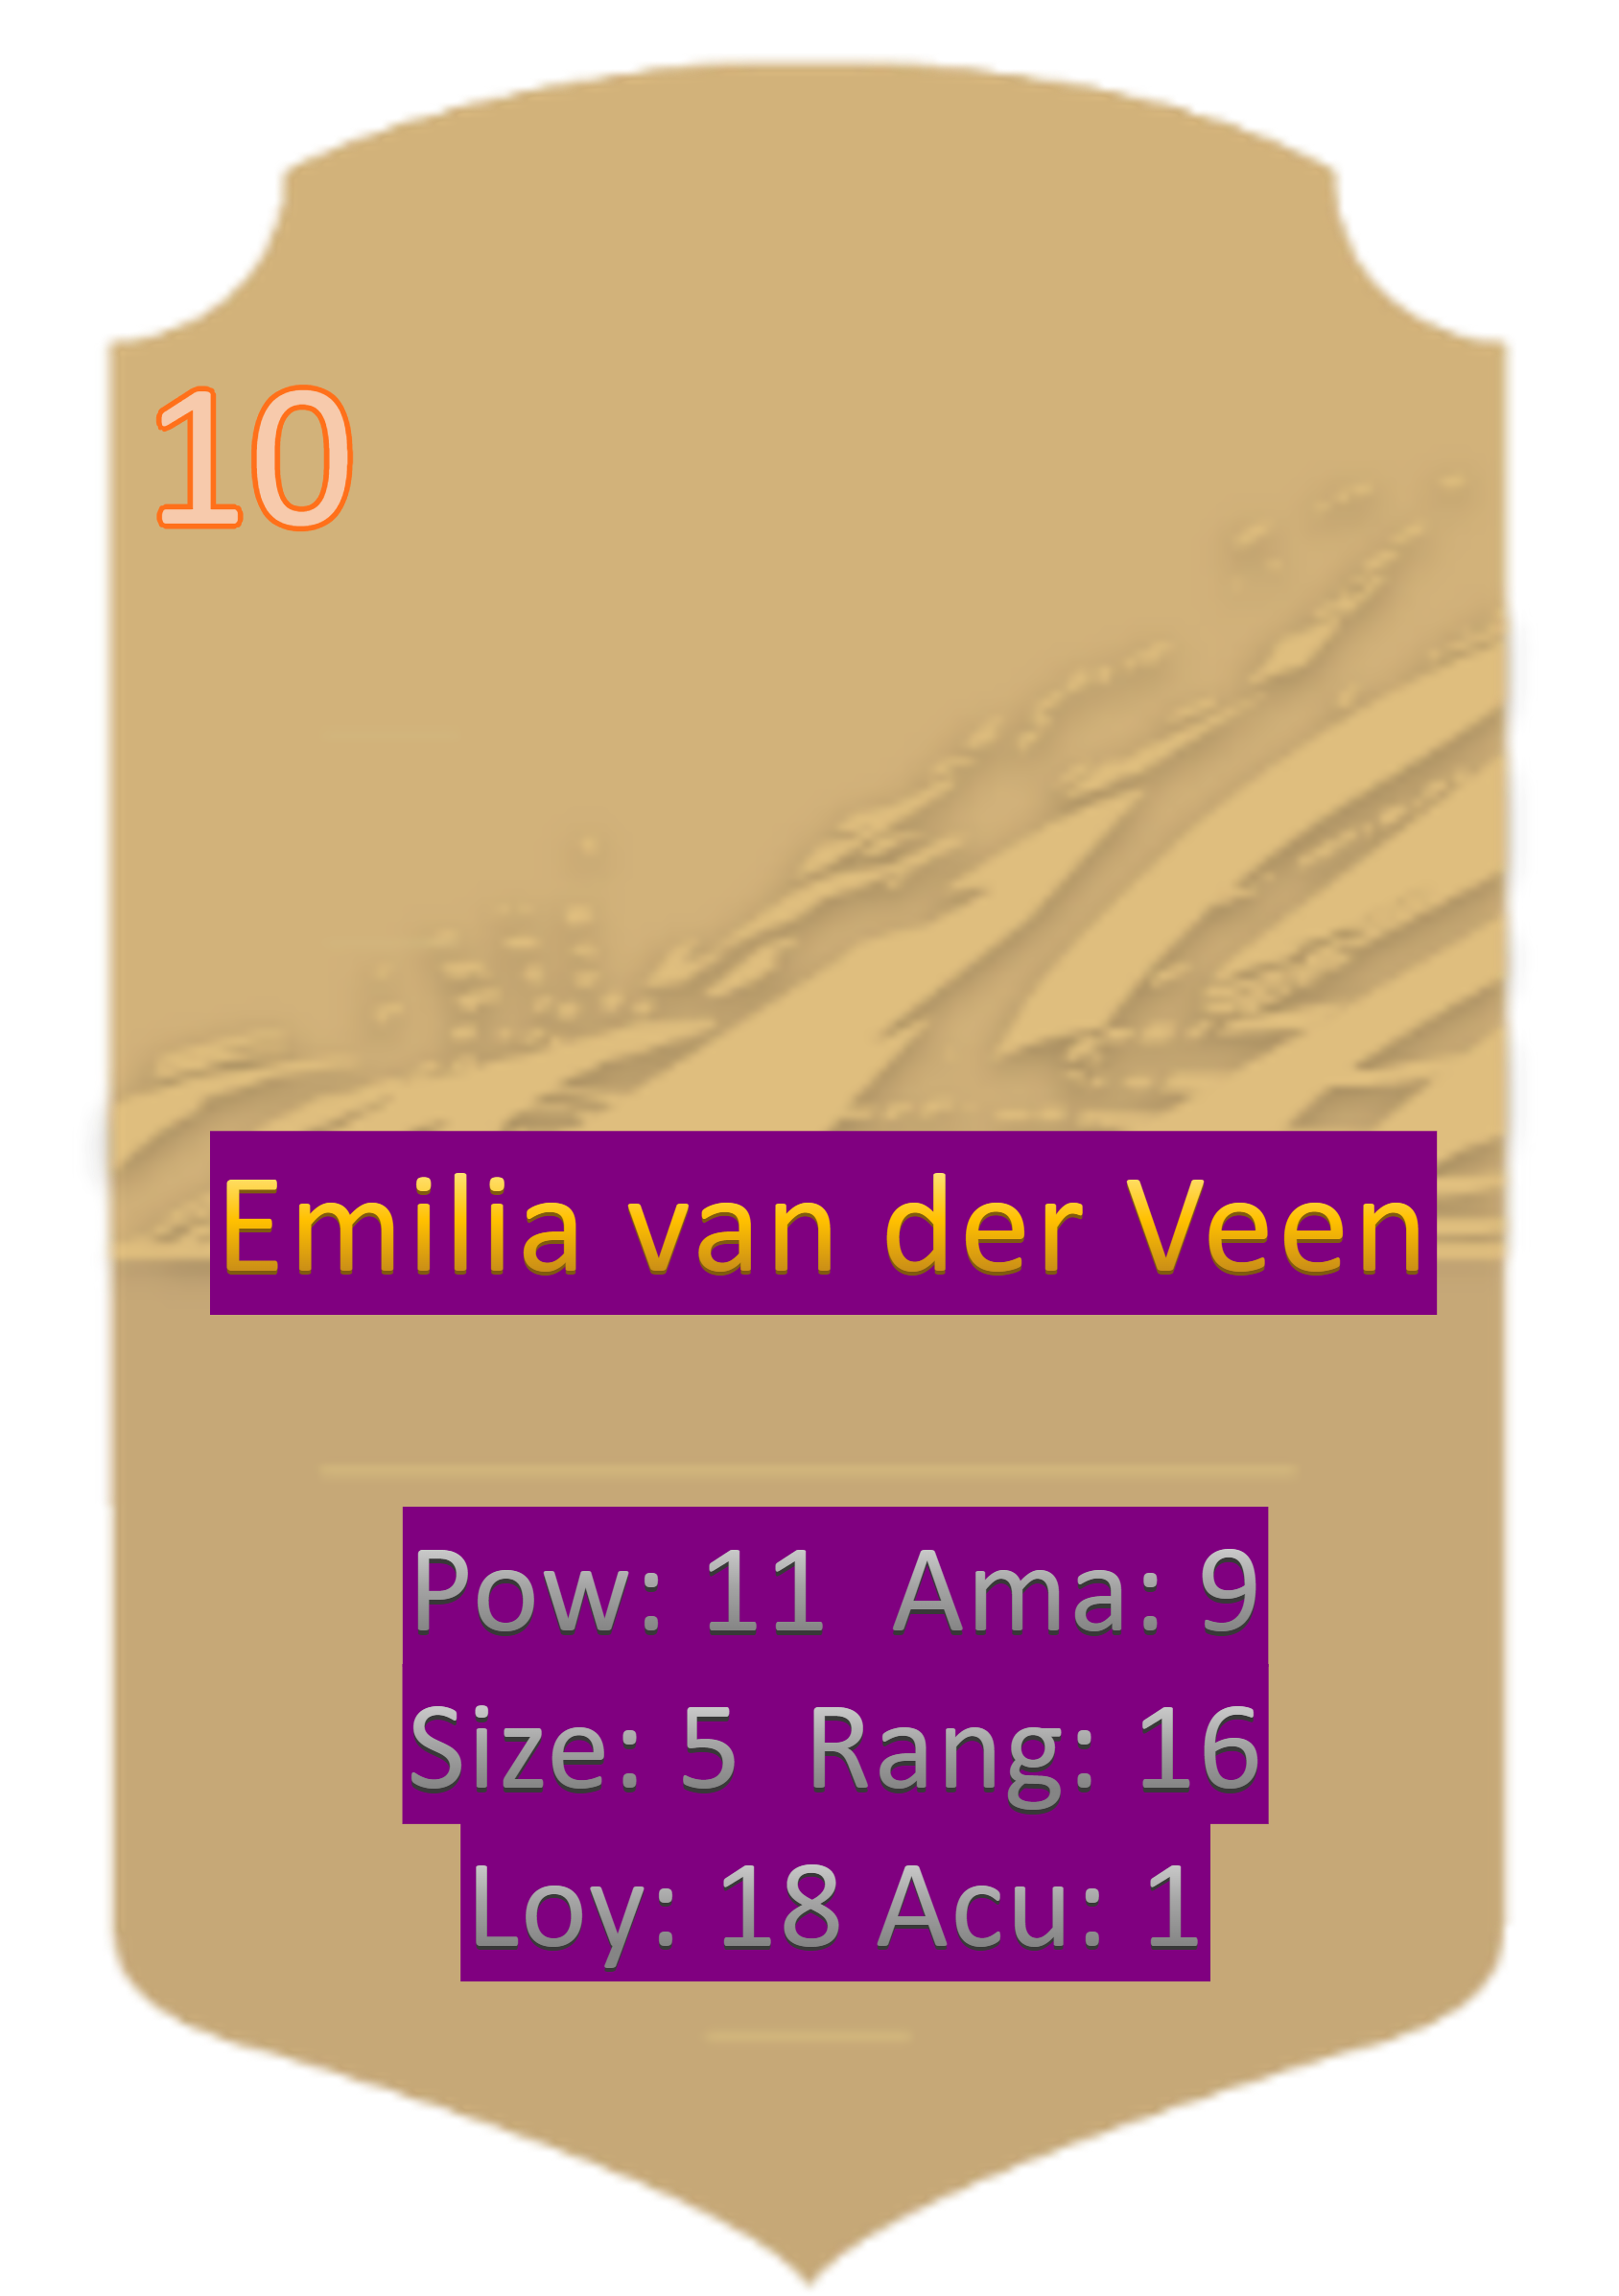 10
Emilia van der Veen
Pow: 11  Ama: 9
Size: 5  Rang: 16
Loy: 18 Acu: 1